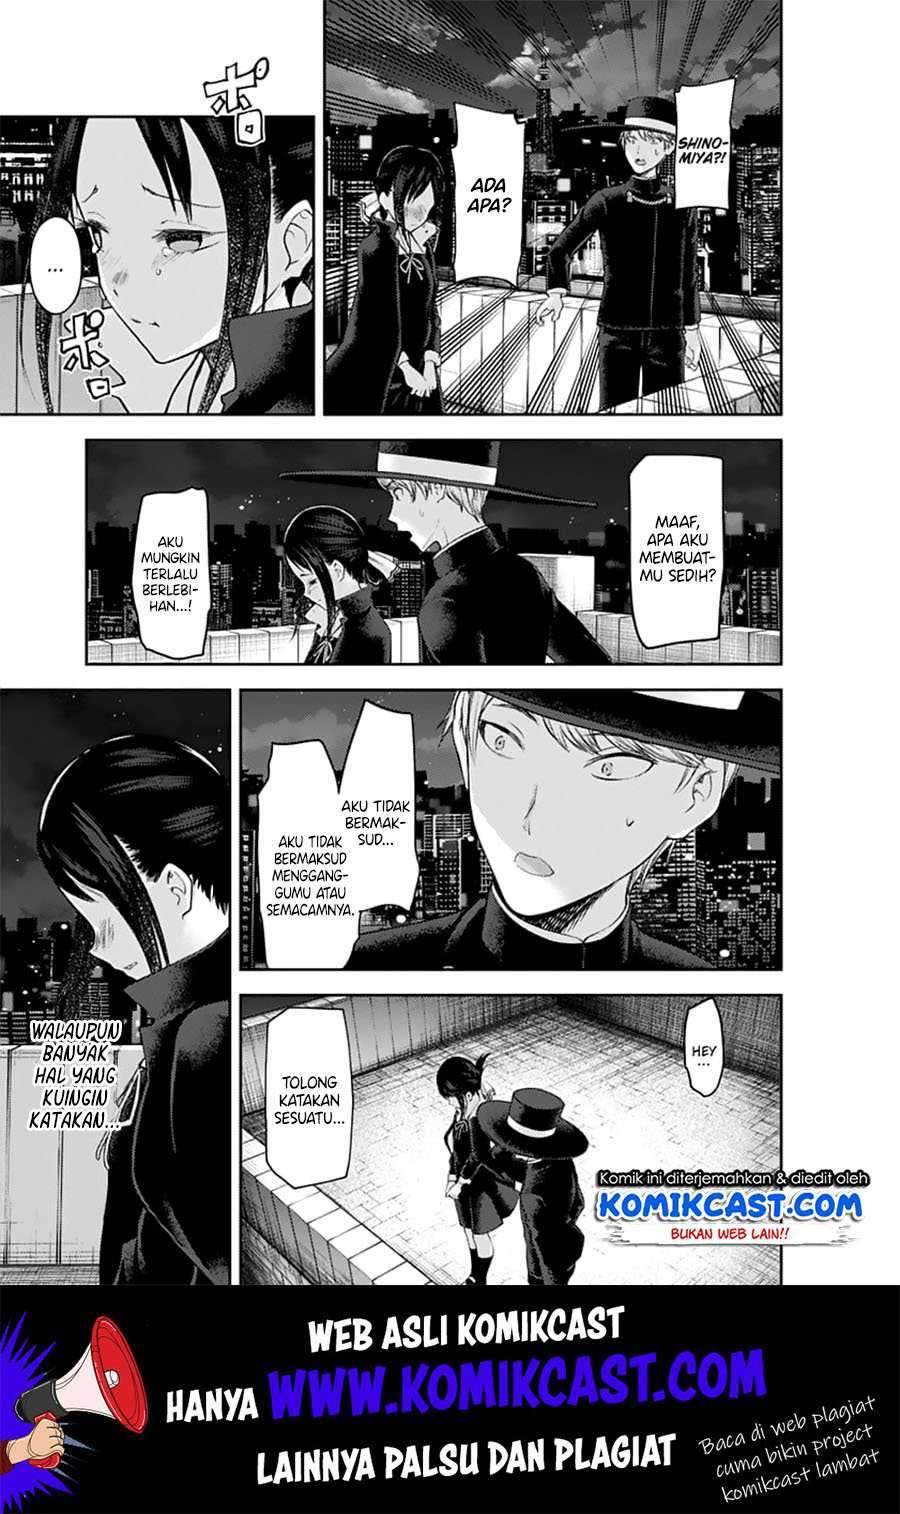 SHINO-
MIYA?!
ADA
APA?
ポロ
...
ポロ
MAAF,
APA AKU
MEMBUAT-
MU SEDIH?
AKU
MUNGKIN
TERLALU
BERLEBI-
HAN...!
AKU TIDAK
BERMAK-
SUD...
AKU TIDAK
BERMAKSUD
MENGGANG-
GUMU ATAU
SEMACAMNYA.
HEY...
TOLONG
KATAKAN
SESUATU...
WALAUPUN
BANYAK
HAL YANG
KUINGIN
KATAKAN...
Komik ini diterjemahkan & diedit oleh
KOMIKCAST.COM
BUKAN WEB LAIN!!
WEB ASLI KOMIKCAST
HANYA WWW.KOMIKCAST.COM
LAINNYA PALSU DAN PLAGIAT
Baca di web plagiat
cuma bikin project
komikcast lambat